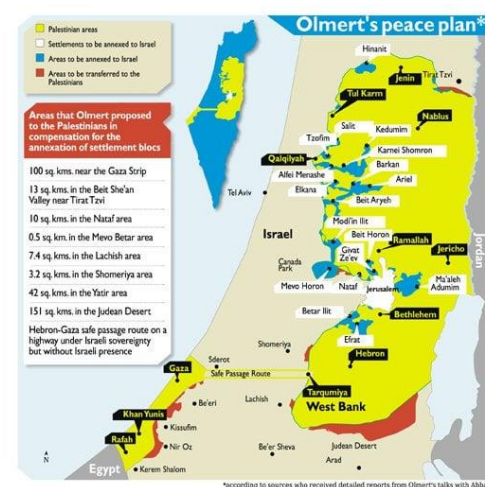 Olmert's peace plan*
Palestinian areas
Settlements to be annexed to Israel
Areas to be annexed to Israel
Areas to be transferred to the
Palestinians
Areas that Olmert proposed
to the Palestinians in
compensation for the
annexation of settlement blocs
100 sq. kms. near the Gaza Strip
13 sq. kms. in the Beit She'an
Valley near Tirat Tzvi
10 sq. kms. in the Nataf area
0.5 sq. kms. in the Mevo Betar area
7.4 sq. kms. in the Lachish area
3.2 sq. kms. in the Shomeriya area
42 sq. kms. in the Yatir area
151 sq. kms. in the Judean Desert
Hebron-Gaza safe passage route on a
highway under Israeli sovereignty
but without Israeli presence
Hinanit
Jenin
Tirat Tzvi
Tul Karm
Nablus
Salit
Kedumim
Tzofim
Karnei Shomron
Qalqilyah
Barkan
Alfei Menashe
Ariel
Elkana
Tel Aviv
Beit Aryeh
Modi'in Ilit
Israel
Beit Horon
Ramallah
Givat
Ze'ev
Jericho
Jordan
Canada
Park
Mevo Horon
Nataf
Jerusalem
Ma'aleh
Adumim
Betar Ilit
Bethlehem
Efrat
Shomeriya
Hebron
Sderot
Gaza
Safe Passage Route
Tarqumiya
Be'eri
Lachish
West Bank
Khan Yunis
Kissufim
Rafah
Nir Oz
Be'er Sheva
Judean Desert
Arad
N
Egypt
Kerem Shalom
*according to sources who received detailed reports from Olmert's talks with